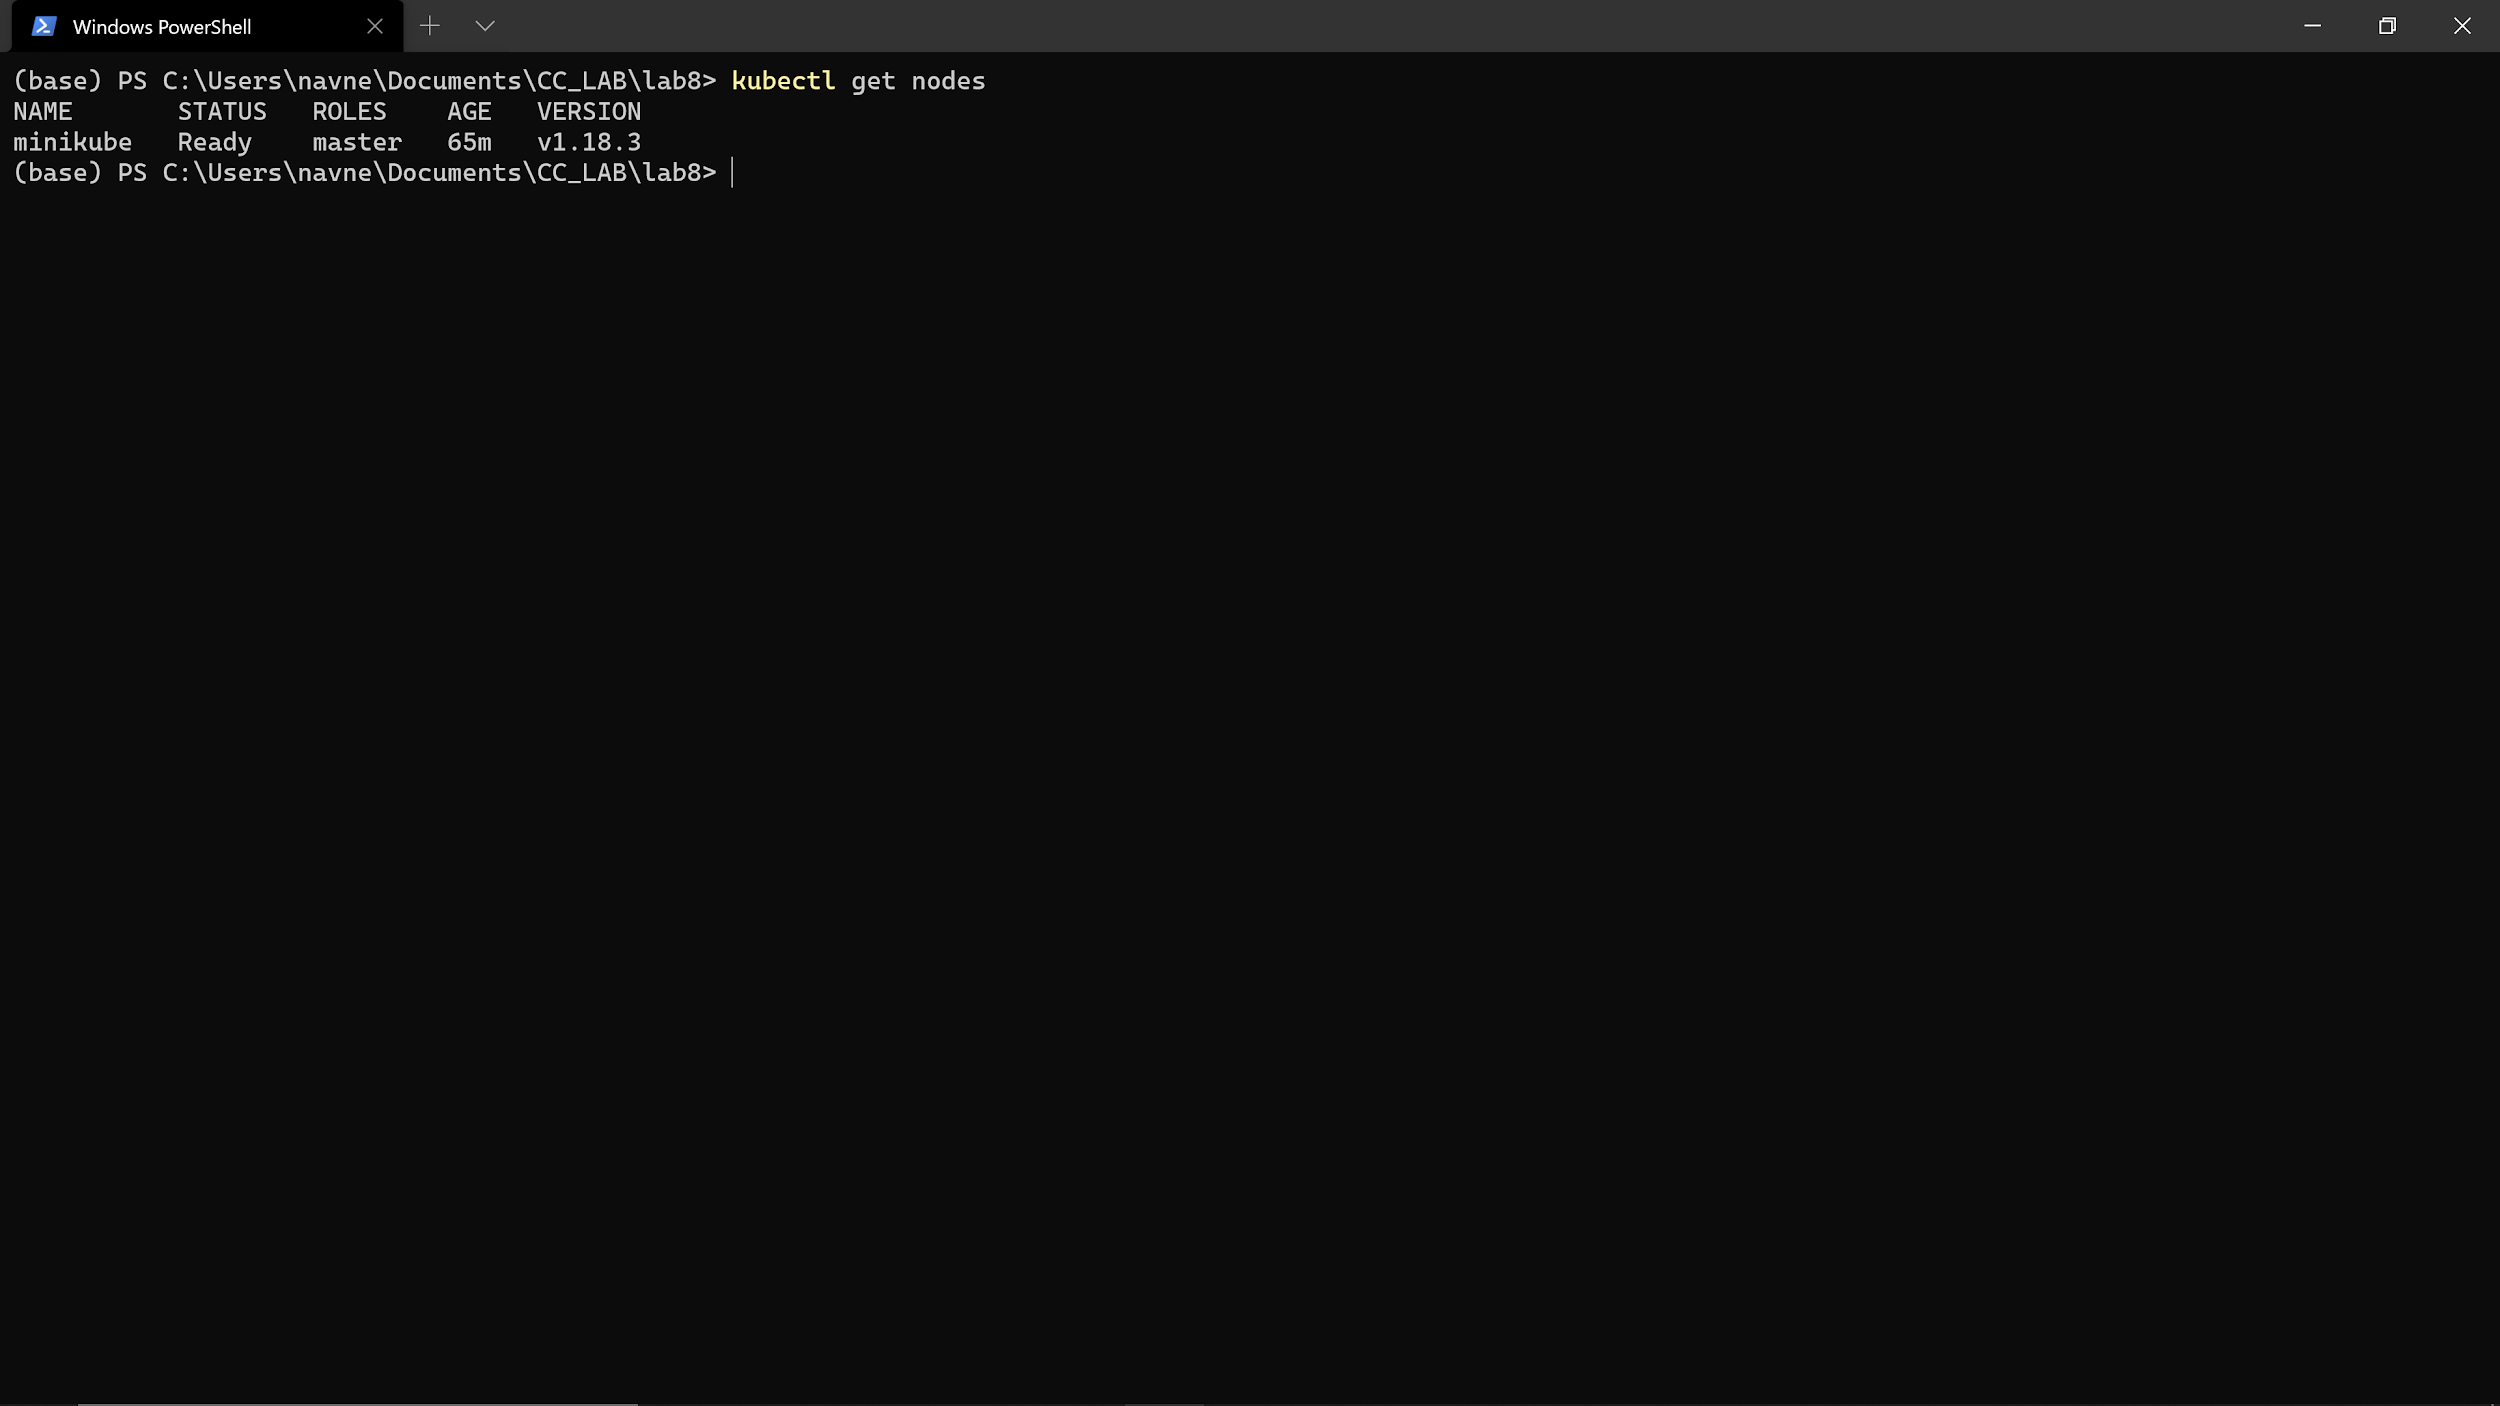 Windows PowerShell
(base) PS C:\Users\navne\Documents\CC_LAB\lab8> kubectl get nodes
NAME       STATUS   ROLES    AGE   VERSION
minikube   Ready    master   65m   v1.18.3
(base) PS C:\Users\navne\Documents\CC_LAB\lab8>